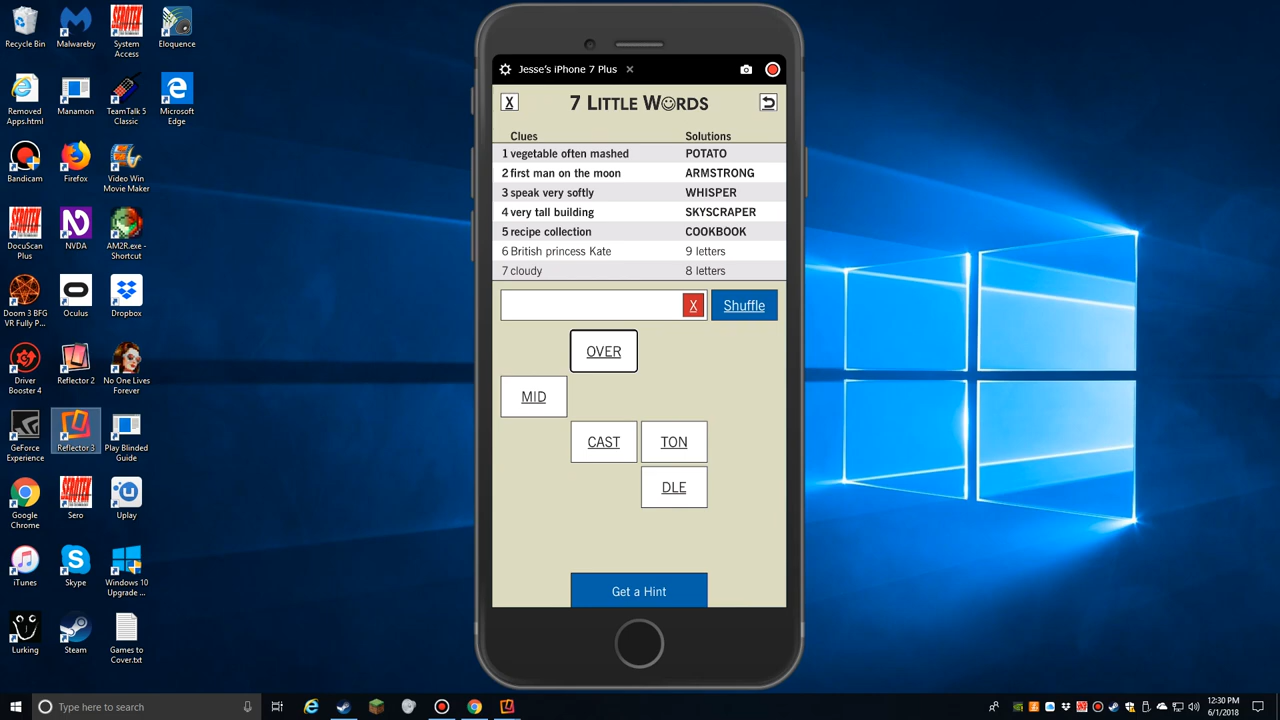 Recycle Bin
Malwareby
System Access
Eloquence
Removed Apps.html
Manamon
TeamTalk 5 Classic
Microsoft Edge
Bandicam
Firefox
Video Win Movie Maker
DocuScan Plus
NVDA
AM2R.exe - Shortcut
Doom 3 BFG VR Fully P...
Oculus
Dropbox
Driver Booster 4
Reflector 2
No One Lives Forever
GeForce Experience
Reflector 3
Play Blinded Guide
Google Chrome
Sero
Uplay
iTunes
Skype
Windows 10 Upgrade ...
Lurking
Steam
Games to Cover.txt
Jesse's iPhone 7 Plus
X 7 LITTLE WORDS
Clues Solutions
1 vegetable often mashed POTATO
2 first man on the moon ARMSTRONG
3 speak very softly WHISPER
4 very tall building SKYSCRAPER
5 recipe collection COOKBOOK
6 British princess Kate 9 letters
7 cloudy 8 letters
X Shuffle
OVER
MID
CAST TON
DLE
Get a Hint
Type here to search
12:30 PM
6/1/2018